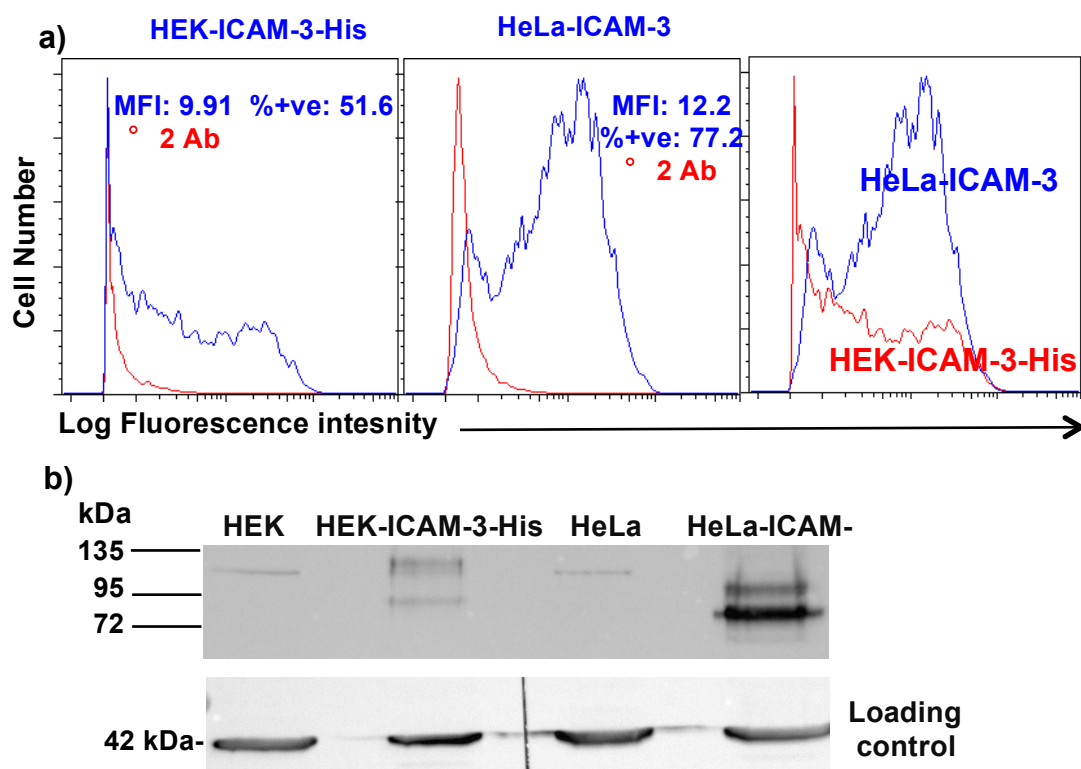 a)
HEK-ICAM-3-His
HeLa-ICAM-3
MFI: 9.91 %+ve: 51.6
° 2 Ab
MFI: 12.2
%+ve: 77.2
° 2 Ab
HeLa-ICAM-3
HEK-ICAM-3-His
Cell Number
Log Fluorescence intesnity
b)
kDa
HEK HEK-ICAM-3-His HeLa HeLa-ICAM-
135
95
72
42 kDa-
Loading
control